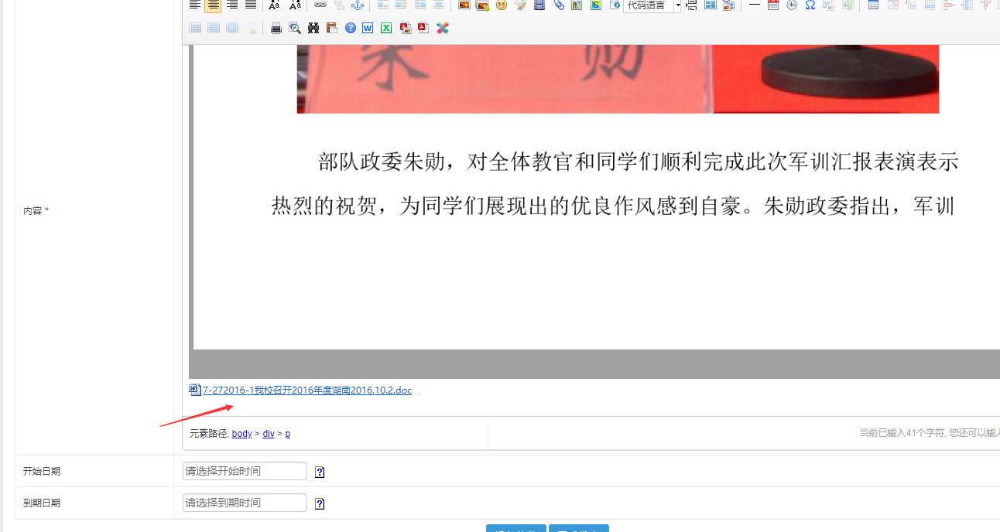 代码语言
朱 勋
部队政委朱勋，对全体教官和同学们顺利完成此次军训汇报表演表示
热烈的祝贺，为同学们展现出的优良作风感到自豪。朱勋政委指出，军训
内容 *
7-272016-1我校召开2016年度湖南2016.10.2.doc
元素路径: body > div > p
当前已输入41个字符, 您还可以输入
开始日期
请选择开始时间
到期日期
请选择到期时间